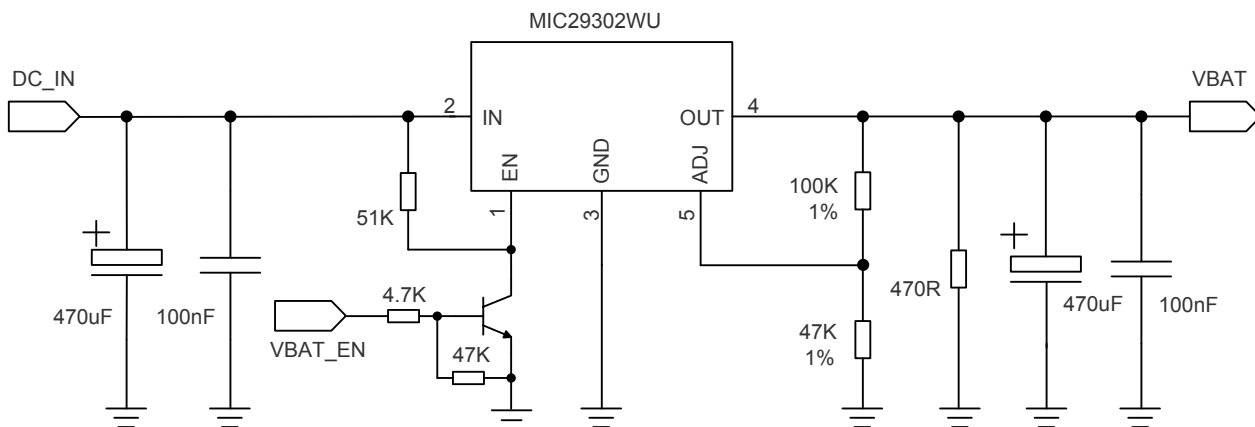 MIC29302WU
DC_IN
VBAT
2
IN
OUT
4
EN
GND
ADJ
1
3
5
51K
100K
1%
470uF
100nF
4.7K
VBAT_EN
47K
470R
47K
1%
470uF
100nF